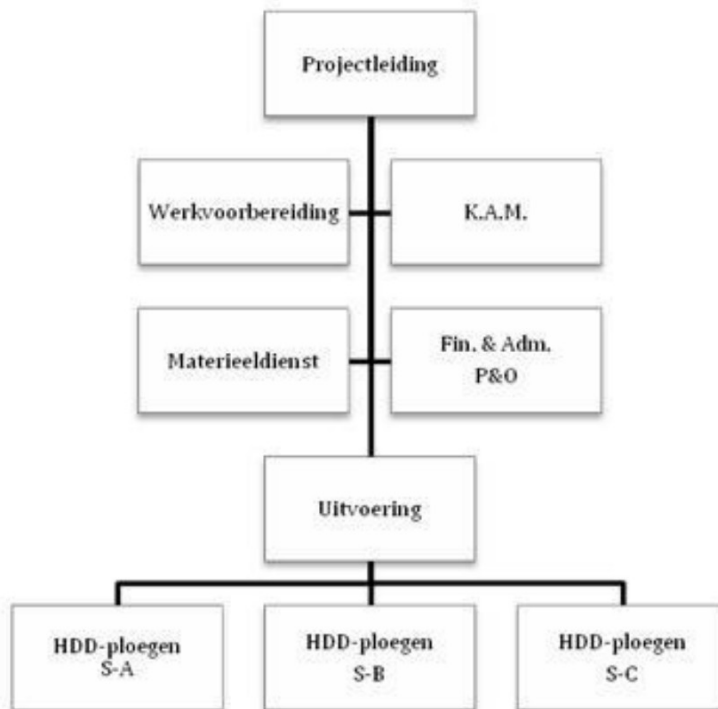 Projectleiding
Werkvoorbereiding
K.A.M.
Materieeldienst
Fin. & Adm.
P&O
Uitvoering
HDD-ploegen
S-A
HDD-ploegen
S-B
HDD-ploegen
S-C